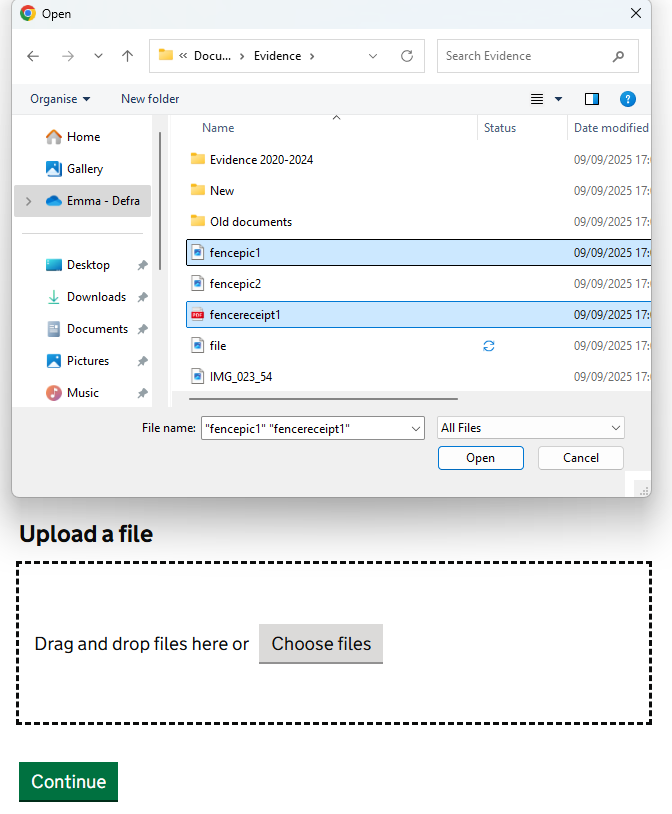 Open
« Docu... > Evidence >
Search Evidence
Organise New folder
?
Name Status Date modified
Home
Gallery
Emma - Defra
Desktop
Downloads
Documents
Pictures
Music
Evidence 2020-2024 09/09/2025 17:
New 09/09/2025 17:
Old documents 09/09/2025 17:
fencepic1 09/09/2025 17:
fencepic2 09/09/2025 17:
PDF fencereceipt1 09/09/2025 17:
file 09/09/2025 17:
IMG_023_54 09/09/2025 17:
File name: "fencepic1" "fencereceipt1" All Files
Open Cancel
Upload a file
Drag and drop files here or Choose files
Continue